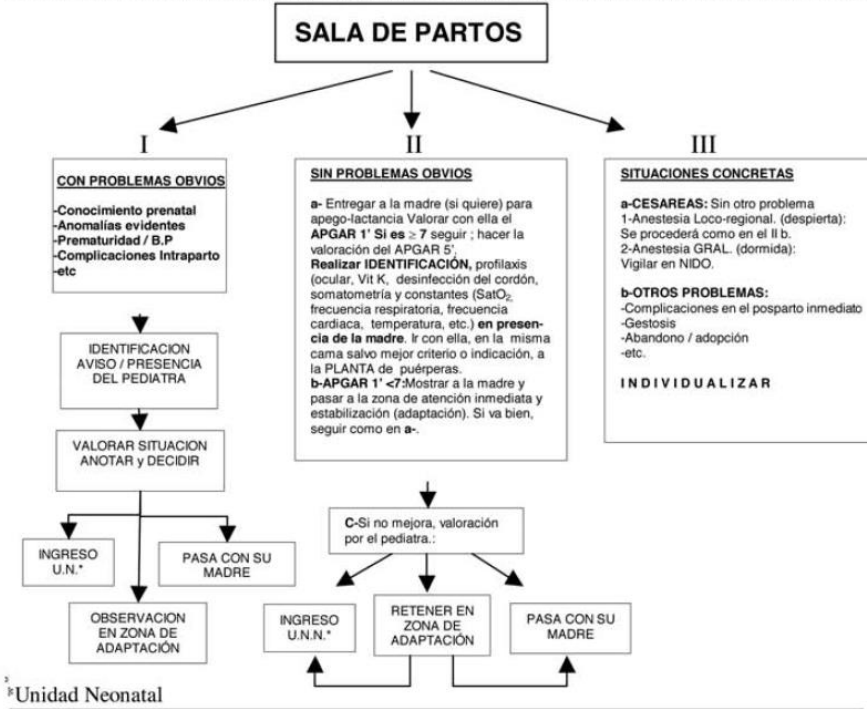 SALA DE PARTOS
I
CON PROBLEMAS OBVIOS
-Conocimiento prenatal
-Anomalías evidentes
-Prematuridad / B.P
-Complicaciones Intraparto
-etc
IDENTIFICACION
AVISO / PRESENCIA
DEL PEDIATRA
VALORAR SITUACION
ANOTAR y DECIDIR
INGRESO
U.N.*
PASA CON SU
MADRE
OBSERVACION
EN ZONA DE
ADAPTACIÓN
II
SIN PROBLEMAS OBVIOS
a- Entregar a la madre (si quiere) para
apego-lactancia Valorar con ella el
APGAR 1' Si es ≥ 7 seguir ; hacer la
valoración del APGAR 5',
Realizar IDENTIFICACIÓN, profilaxis
(ocular, Vit K, desinfección del cordón,
somatometría y constantes (SatO₂,
frecuencia respiratoria, frecuencia
cardiaca, temperatura, etc.) en presen-
cia de la madre. Ir con ella, en la misma
cama salvo mejor criterio o indicación, a
la PLANTA de puérperas.
b-APGAR 1' <7:Mostrar a la madre y
pasar a la zona de atención inmediata y
estabilización (adaptación). Si va bien,
seguir como en a-.
C-Si no mejora, valoración
por el pediatra.:
INGRESO
U.N.N.*
RETENER EN
ZONA DE
ADAPTACIÓN
PASA CON SU
MADRE
III
SITUACIONES CONCRETAS
a-CESAREAS: Sin otro problema
1-Anestesia Loco-regional. (despierta):
Se procederá como en el II b.
2-Anestesia GRAL. (dormida):
Vigilar en NIDO.
b-OTROS PROBLEMAS:
-Complicaciones en el posparto inmediato
-Gestosis
-Abandono / adopción
-etc.
I N D I V I D U A L I Z A R
*Unidad Neonatal